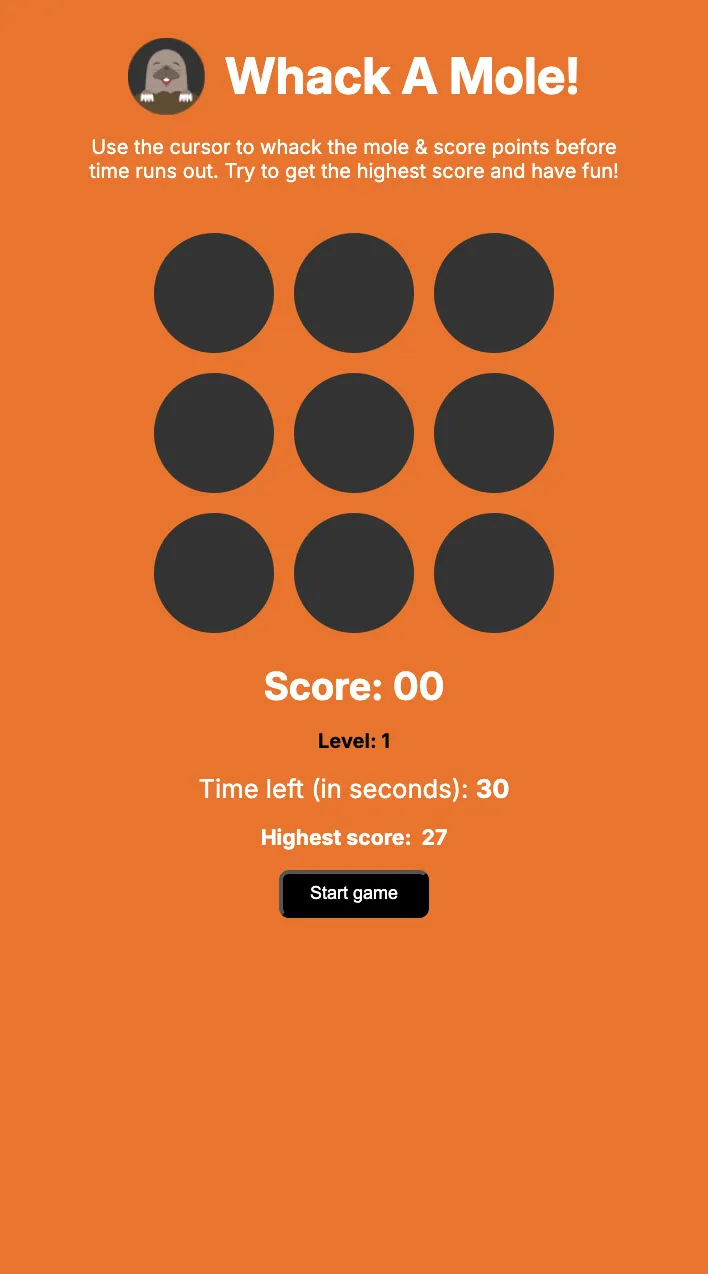 Whack A Mole!
Use the cursor to whack the mole & score points before
time runs out. Try to get the highest score and have fun!
Score: 00
Level: 1
Time left (in seconds): 30
Highest score: 27
Start game